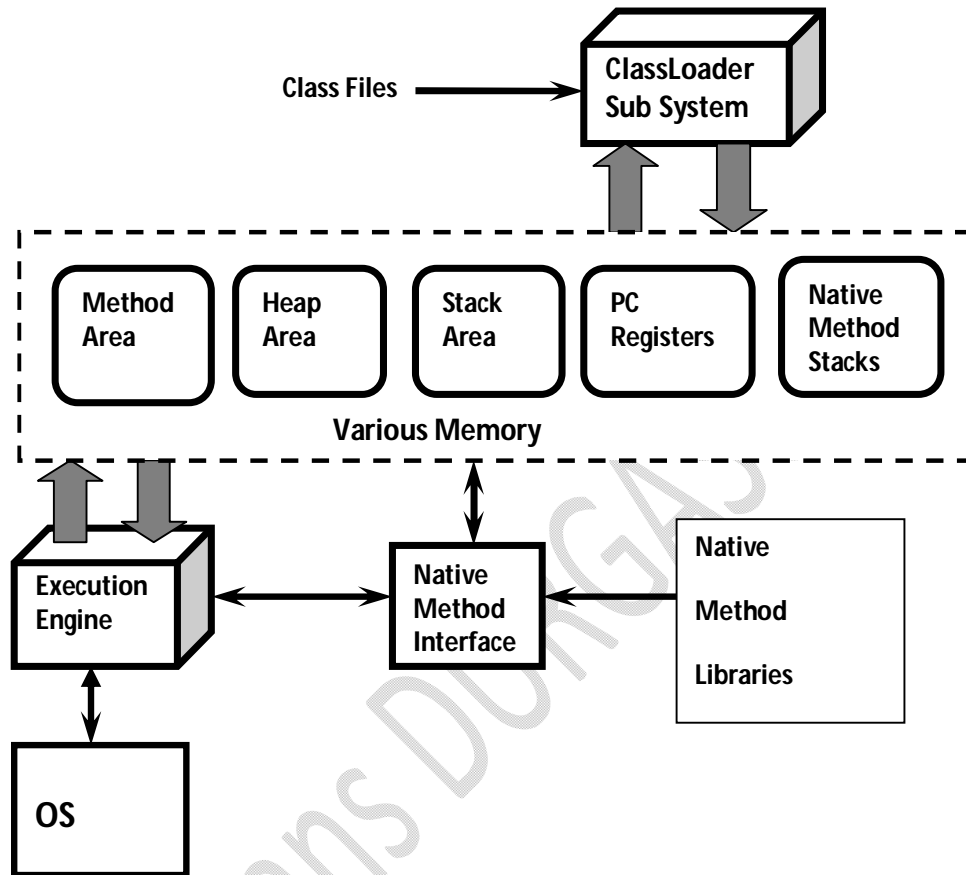 ClassLoader
Sub System
Class Files
Method
Area
Heap
Area
Stack
Area
PC
Registers
Native
Method
Stacks
Various Memory
Execution
Engine
Native
Method
Interface
Native
Method
Libraries
OS